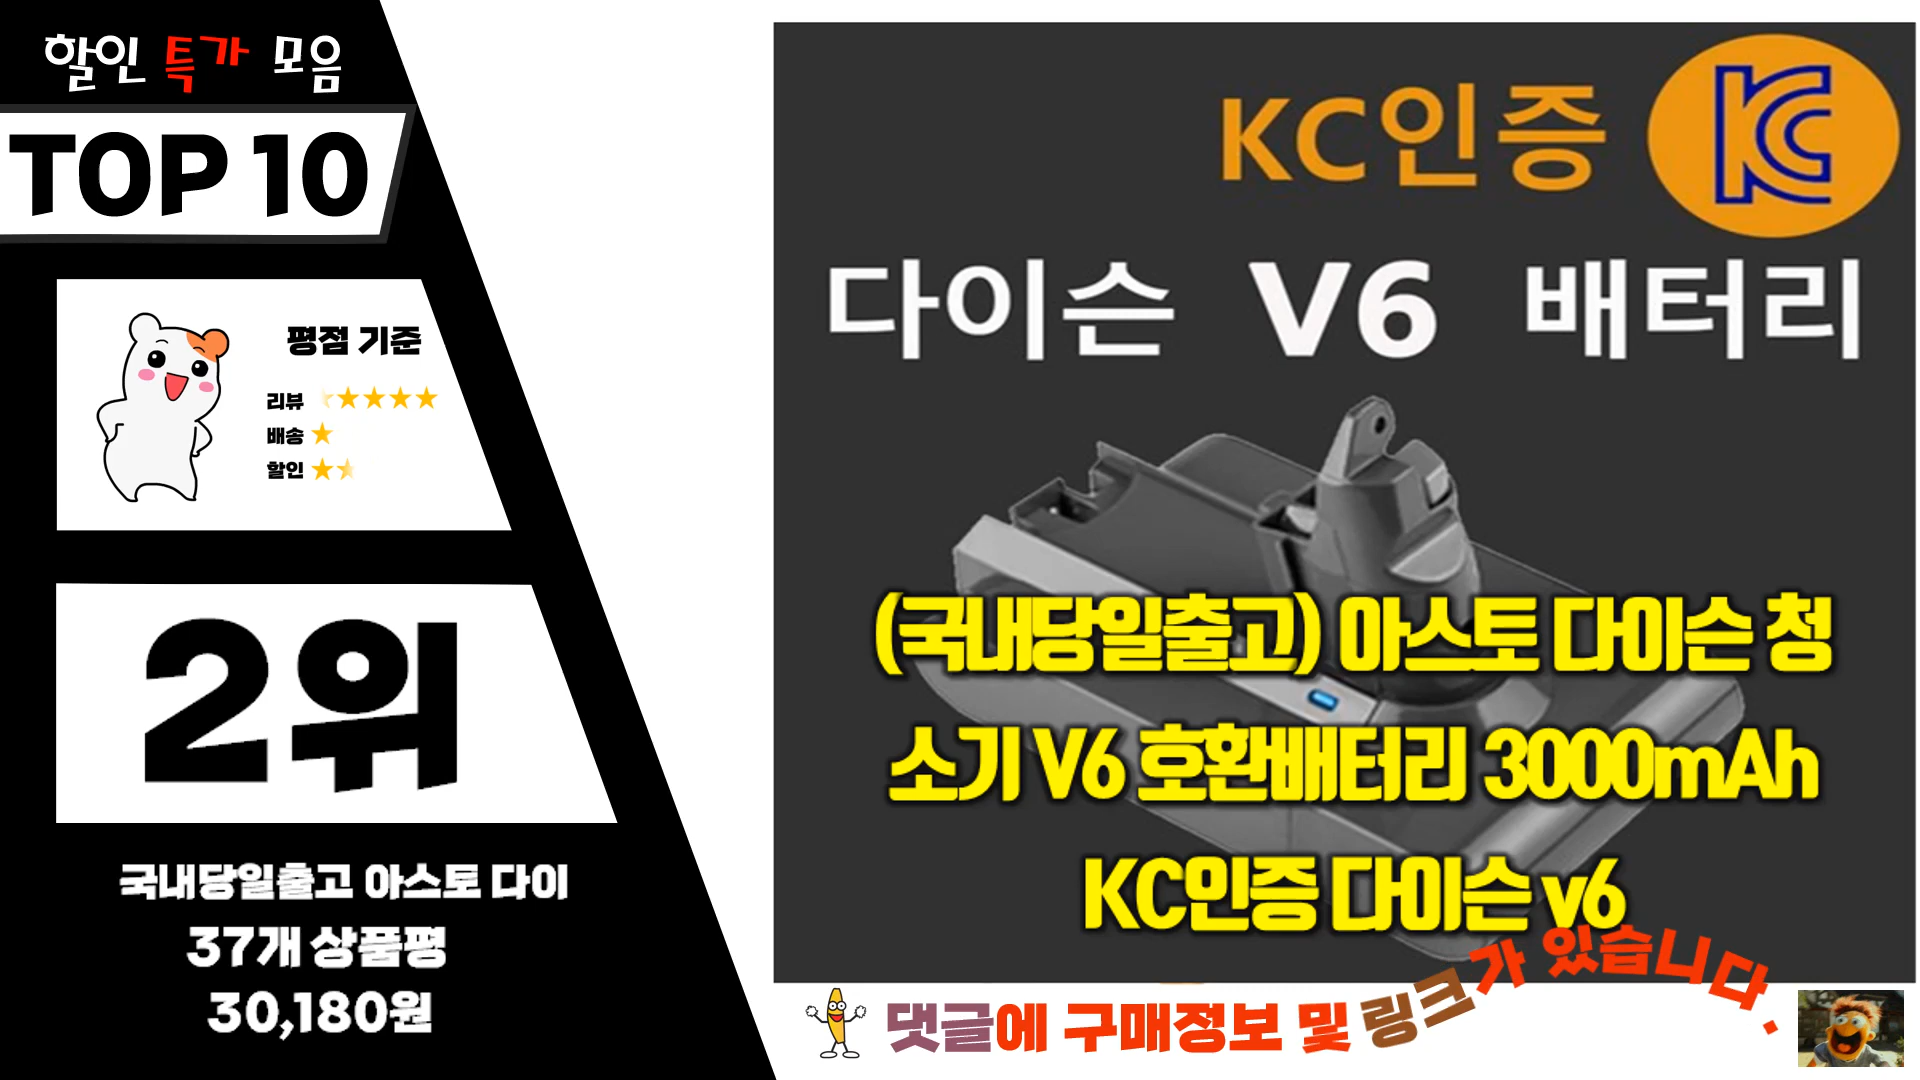 할인 특가 모음
TOP 10
평점 기준
리뷰
배송
할인
2위
국내당일출고 아스토 다이
37개 상품평
30,180원
KC인증
KC
다이슨 V6 배터리
(국내당일출고) 아스토 다이슨 청
소기 V6 호환배터리 3000mAh
KC인증 다이슨 v6
댓글에 구매정보 및 링크가 있습니다.